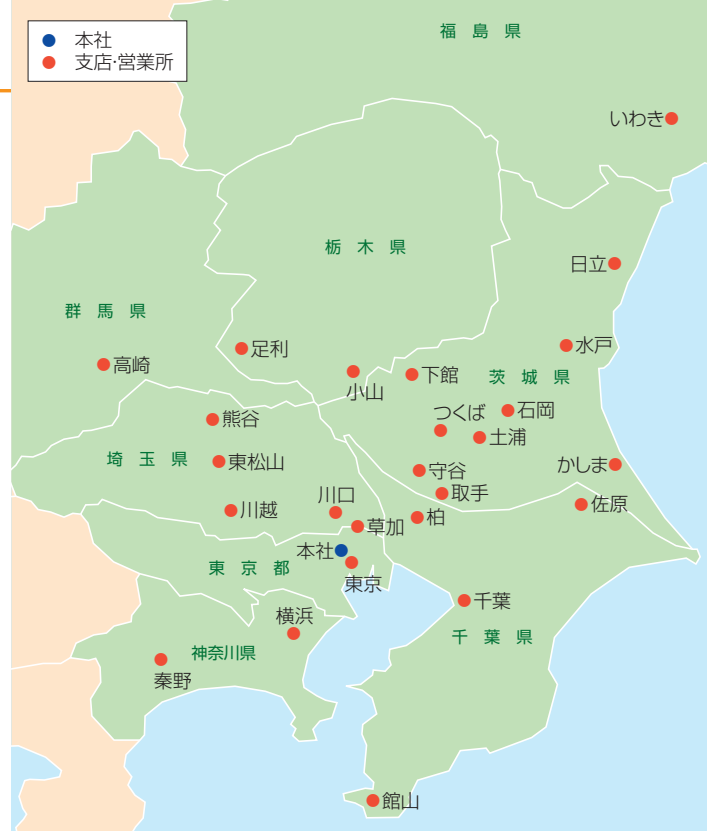 本社
支店・営業所
福島県
いわき
栃木県
日立
群馬県
足利
水戸
高崎
小山
下館
茨城県
つくば
石岡
熊谷
土浦
埼玉県
東松山
守谷
かしま
取手
川越
川口
佐原
柏
草加
本社
東京都
東京
千葉
横浜
千葉県
神奈川県
秦野
館山